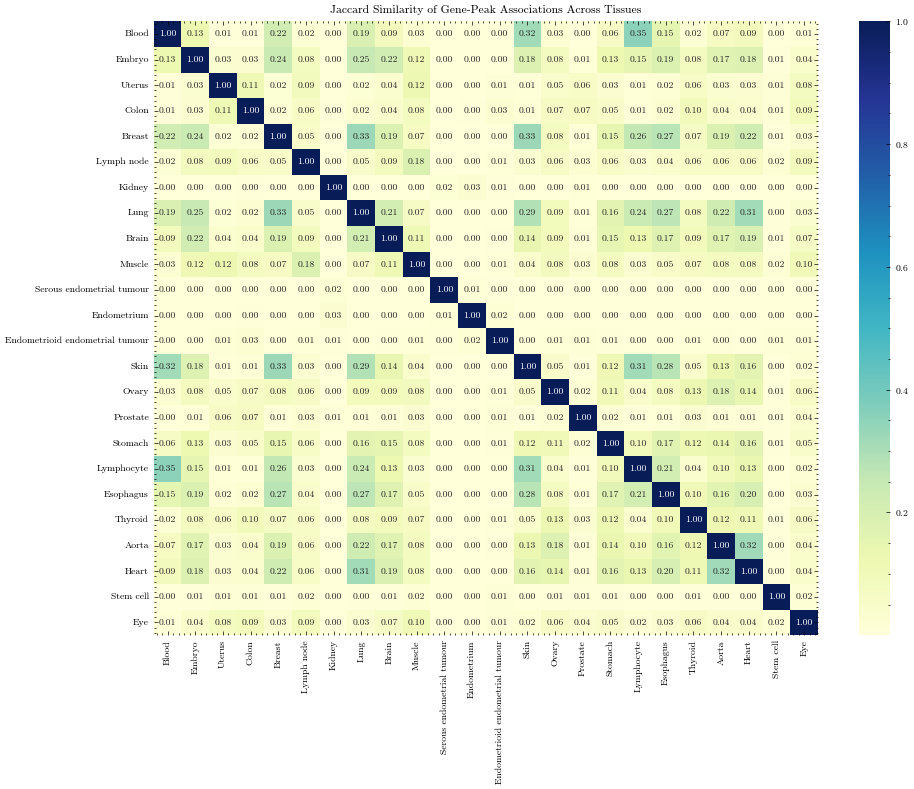 Jaccard Similarity of Gene-Peak Associations Across Tissues
Blood 1.00 0.13 0.01 0.01 0.22 0.02 0.00 0.19 0.09 0.03 0.00 0.00 0.00 0.32 0.03 0.00 0.06 0.35 0.15 0.02 0.07 0.09 0.00 0.01
Embryo 0.13 1.00 0.03 0.03 0.24 0.08 0.00 0.25 0.22 0.12 0.00 0.00 0.00 0.18 0.08 0.01 0.13 0.15 0.19 0.08 0.17 0.18 0.01 0.04
Uterus 0.01 0.03 1.00 0.11 0.02 0.09 0.00 0.02 0.04 0.12 0.00 0.00 0.01 0.01 0.05 0.06 0.03 0.01 0.02 0.06 0.03 0.03 0.01 0.08
Colon 0.01 0.03 0.11 1.00 0.02 0.06 0.00 0.02 0.04 0.08 0.00 0.00 0.03 0.01 0.07 0.07 0.05 0.01 0.02 0.10 0.04 0.04 0.01 0.09
Breast 0.22 0.24 0.02 0.02 1.00 0.05 0.00 0.33 0.19 0.07 0.00 0.00 0.00 0.33 0.08 0.01 0.15 0.26 0.27 0.07 0.19 0.22 0.01 0.03
Lymph node 0.02 0.08 0.09 0.06 0.05 1.00 0.00 0.05 0.09 0.18 0.00 0.00 0.01 0.03 0.06 0.03 0.06 0.03 0.04 0.06 0.06 0.06 0.02 0.09
Kidney 0.00 0.00 0.00 0.00 0.00 0.00 1.00 0.00 0.00 0.00 0.02 0.03 0.01 0.00 0.00 0.01 0.00 0.00 0.00 0.00 0.00 0.00 0.00 0.00
Lung 0.19 0.25 0.02 0.02 0.33 0.05 0.00 1.00 0.21 0.07 0.00 0.00 0.00 0.29 0.09 0.01 0.16 0.24 0.27 0.08 0.22 0.31 0.00 0.03
Brain 0.09 0.22 0.04 0.04 0.19 0.09 0.00 0.21 1.00 0.11 0.00 0.00 0.00 0.14 0.09 0.01 0.15 0.13 0.17 0.09 0.17 0.19 0.01 0.07
Muscle 0.03 0.12 0.12 0.08 0.07 0.18 0.00 0.07 0.11 1.00 0.00 0.00 0.01 0.04 0.08 0.03 0.08 0.03 0.05 0.07 0.08 0.08 0.02 0.10
Serous endometrial tumour 0.00 0.00 0.00 0.00 0.00 0.00 0.02 0.00 0.00 0.00 1.00 0.01 0.00 0.00 0.00 0.00 0.00 0.00 0.00 0.00 0.00 0.00 0.00 0.00
Endometrium 0.00 0.00 0.00 0.00 0.00 0.00 0.03 0.00 0.00 0.00 0.01 1.00 0.02 0.00 0.00 0.00 0.00 0.00 0.00 0.00 0.00 0.00 0.00 0.00
Endometrioid endometrial tumour 0.00 0.00 0.01 0.03 0.00 0.01 0.01 0.00 0.00 0.01 0.00 0.02 1.00 0.00 0.01 0.01 0.01 0.00 0.00 0.01 0.00 0.00 0.00 0.01
Skin 0.32 0.18 0.01 0.01 0.33 0.03 0.00 0.29 0.14 0.04 0.00 0.00 0.00 1.00 0.05 0.01 0.12 0.31 0.28 0.05 0.13 0.16 0.00 0.02
Ovary 0.03 0.08 0.05 0.07 0.08 0.06 0.00 0.09 0.09 0.08 0.00 0.00 0.01 0.05 1.00 0.02 0.11 0.04 0.08 0.13 0.18 0.14 0.01 0.06
Prostate 0.00 0.01 0.06 0.07 0.01 0.03 0.01 0.01 0.01 0.03 0.00 0.00 0.01 0.01 0.02 1.00 0.02 0.01 0.01 0.03 0.01 0.01 0.01 0.04
Stomach 0.06 0.13 0.03 0.05 0.15 0.06 0.00 0.16 0.15 0.08 0.00 0.00 0.01 0.12 0.11 0.02 1.00 0.10 0.17 0.12 0.14 0.16 0.01 0.05
Lymphocyte 0.35 0.15 0.01 0.01 0.26 0.03 0.00 0.24 0.13 0.03 0.00 0.00 0.00 0.31 0.04 0.01 0.10 1.00 0.21 0.04 0.10 0.13 0.00 0.02
Esophagus 0.15 0.19 0.02 0.02 0.27 0.04 0.00 0.27 0.17 0.05 0.00 0.00 0.00 0.28 0.08 0.01 0.17 0.21 1.00 0.10 0.16 0.20 0.00 0.03
Thyroid 0.02 0.08 0.06 0.10 0.07 0.06 0.00 0.08 0.09 0.07 0.00 0.00 0.01 0.05 0.13 0.03 0.12 0.04 0.10 1.00 0.12 0.11 0.01 0.06
Aorta 0.07 0.17 0.03 0.04 0.19 0.06 0.00 0.22 0.17 0.08 0.00 0.00 0.00 0.13 0.18 0.01 0.14 0.10 0.16 0.12 1.00 0.32 0.00 0.04
Heart 0.09 0.18 0.03 0.04 0.22 0.06 0.00 0.31 0.19 0.08 0.00 0.00 0.00 0.16 0.14 0.01 0.16 0.13 0.20 0.11 0.32 1.00 0.00 0.04
Stem cell 0.00 0.01 0.01 0.01 0.01 0.02 0.00 0.00 0.01 0.02 0.00 0.00 0.00 0.00 0.01 0.01 0.01 0.00 0.00 0.01 0.00 0.00 1.00 0.02
Eye 0.01 0.04 0.08 0.09 0.03 0.09 0.00 0.03 0.07 0.10 0.00 0.00 0.01 0.02 0.06 0.04 0.05 0.02 0.03 0.06 0.04 0.04 0.02 1.00
Blood
Embryo
Uterus
Colon
Breast
Lymph node
Kidney
Lung
Brain
Muscle
Serous endometrial tumour
Endometrium
Endometrioid endometrial tumour
Skin
Ovary
Prostate
Stomach
Lymphocyte
Esophagus
Thyroid
Aorta
Heart
Stem cell
Eye
1.0
0.8
0.6
0.4
0.2